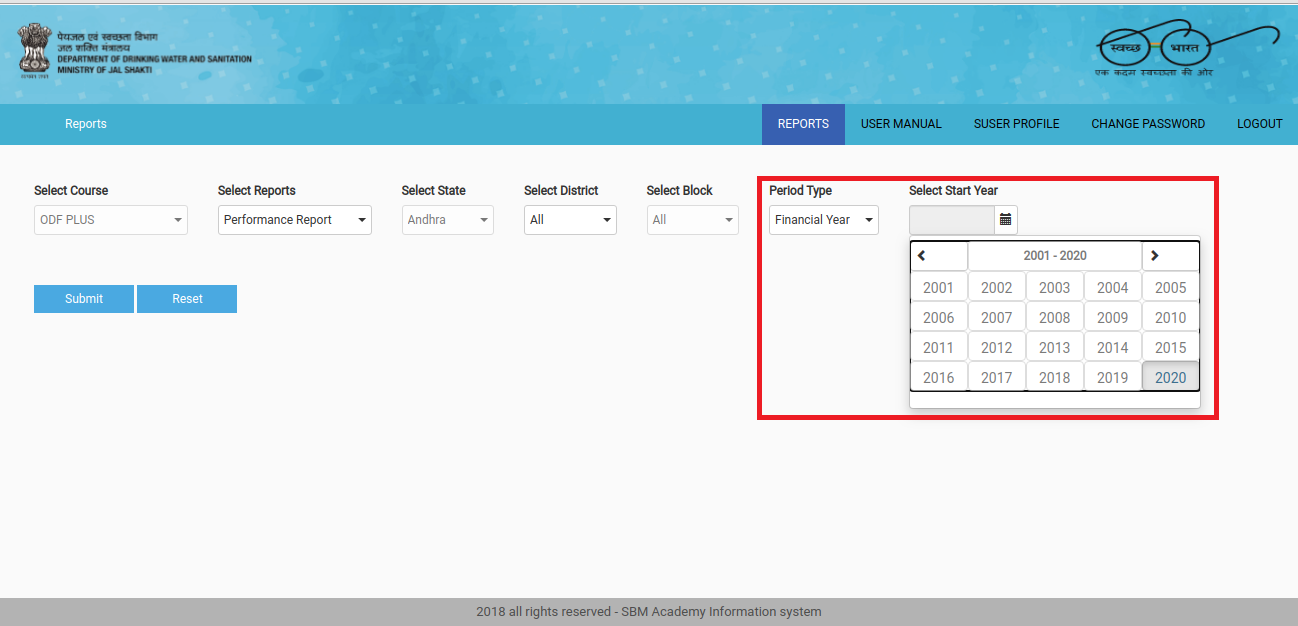 पेयजल एवं स्वच्छता विभाग
जल शक्ति मंत्रालय
DEPARTMENT OF DRINKING WATER AND SANITATION
MINISTRY OF JAL SHAKTI
स्वच्छ भारत
एक कदम स्वच्छता की ओर
Reports REPORTS USER MANUAL SUSER PROFILE CHANGE PASSWORD LOGOUT
Select Course Select Reports Select State Select District Select Block Period Type Select Start Year
ODF PLUS Performance Report Andhra All All Financial Year
2001 - 2020
2001 2002 2003 2004 2005
2006 2007 2008 2009 2010
2011 2012 2013 2014 2015
2016 2017 2018 2019 2020
Submit Reset
2018 all rights reserved - SBM Academy Information system